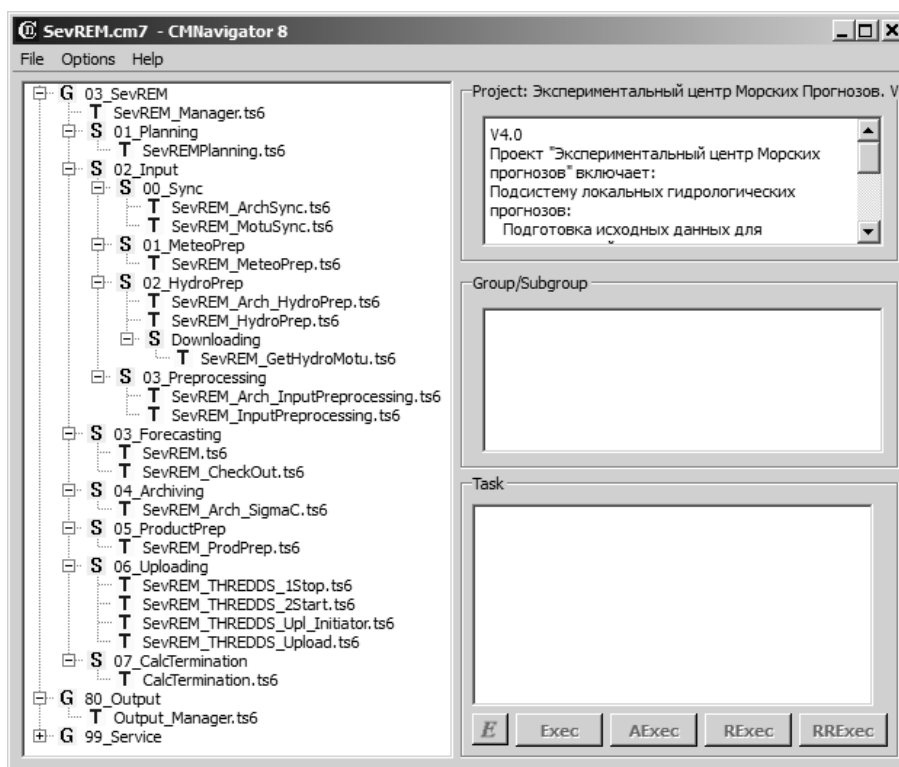 SevREM.cm7 - CMNavigator 8
File Options Help
G 03_SevREM
T SevREM_Manager.ts6
S 01_Planning
T SevREMPlanning.ts6
S 02_Input
S 00_Sync
T SevREM_ArchSync.ts6
T SevREM_MotuSync.ts6
S 01_MeteoPrep
T SevREM_MeteoPrep.ts6
S 02_HydroPrep
T SevREM_Arch_HydroPrep.ts6
T SevREM_HydroPrep.ts6
S Downloading
T SevREM_GetHydroMotu.ts6
S 03_Preprocessing
T SevREM_Arch_InputPreprocessing.ts6
T SevREM_InputPreprocessing.ts6
S 03_Forecasting
T SevREM.ts6
T SevREM_CheckOut.ts6
S 04_Archiving
T SevREM_Arch_SigmaC.ts6
S 05_ProductPrep
T SevREM_ProdPrep.ts6
S 06_Uploading
T SevREM_THREDDS_1Stop.ts6
T SevREM_THREDDS_2Start.ts6
T SevREM_THREDDS_Upl_Initiator.ts6
T SevREM_THREDDS_Upload.ts6
S 07_CalcTermination
T CalcTermination.ts6
G 80_Output
T Output_Manager.ts6
G 99_Service
Project: Экспериментальный центр Морских Прогнозов. V
V4.0
Проект "Экспериментальный центр Морских
прогнозов" включает:
Подсистему локальных гидрологических
прогнозов:
Подготовка исходных данных для
Group/Subgroup
Task
E Exec AExec RExec RRExec